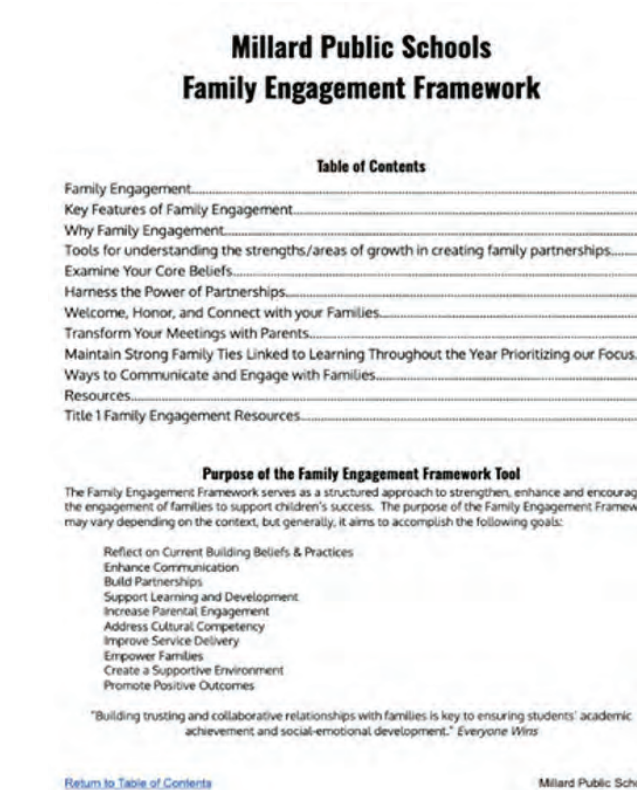 Millard Public Schools
Family Engagement Framework
Table of Contents
Family Engagement
Key Features of Family Engagement
Why Family Engagement
Tools for understanding the strengths/areas of growth in creating family partnerships
Examine Your Core Beliefs
Harness the Power of Partnerships
Welcome, Honor, and Connect with your Families
Transform Your Meetings with Parents
Maintain Strong Family Ties Linked to Learning Throughout the Year Prioritizing our Focus
Ways to Communicate and Engage with Families
Resources
Title 1 Family Engagement Resources
Purpose of the Family Engagement Framework Tool
The Family Engagement Framework serves as a structured approach to strengthen, enhance and encourag
the engagement of families to support children's success. The purpose of the Family Engagement Framew
may vary depending on the context, but generally, it aims to accomplish the following goals:
Reflect on Current Building Beliefs & Practices
Enhance Communication
Build Partnerships
Support Learning and Development
Increase Parental Engagement
Address Cultural Competency
Improve Service Delivery
Empower Families
Create a Supportive Environment
Promote Positive Outcomes
"Building trusting and collaborative relationships with families is key to ensuring students' academic
achievement and social-emotional development." Everyone Wins
Return to Table of Contents
Millard Public Scho